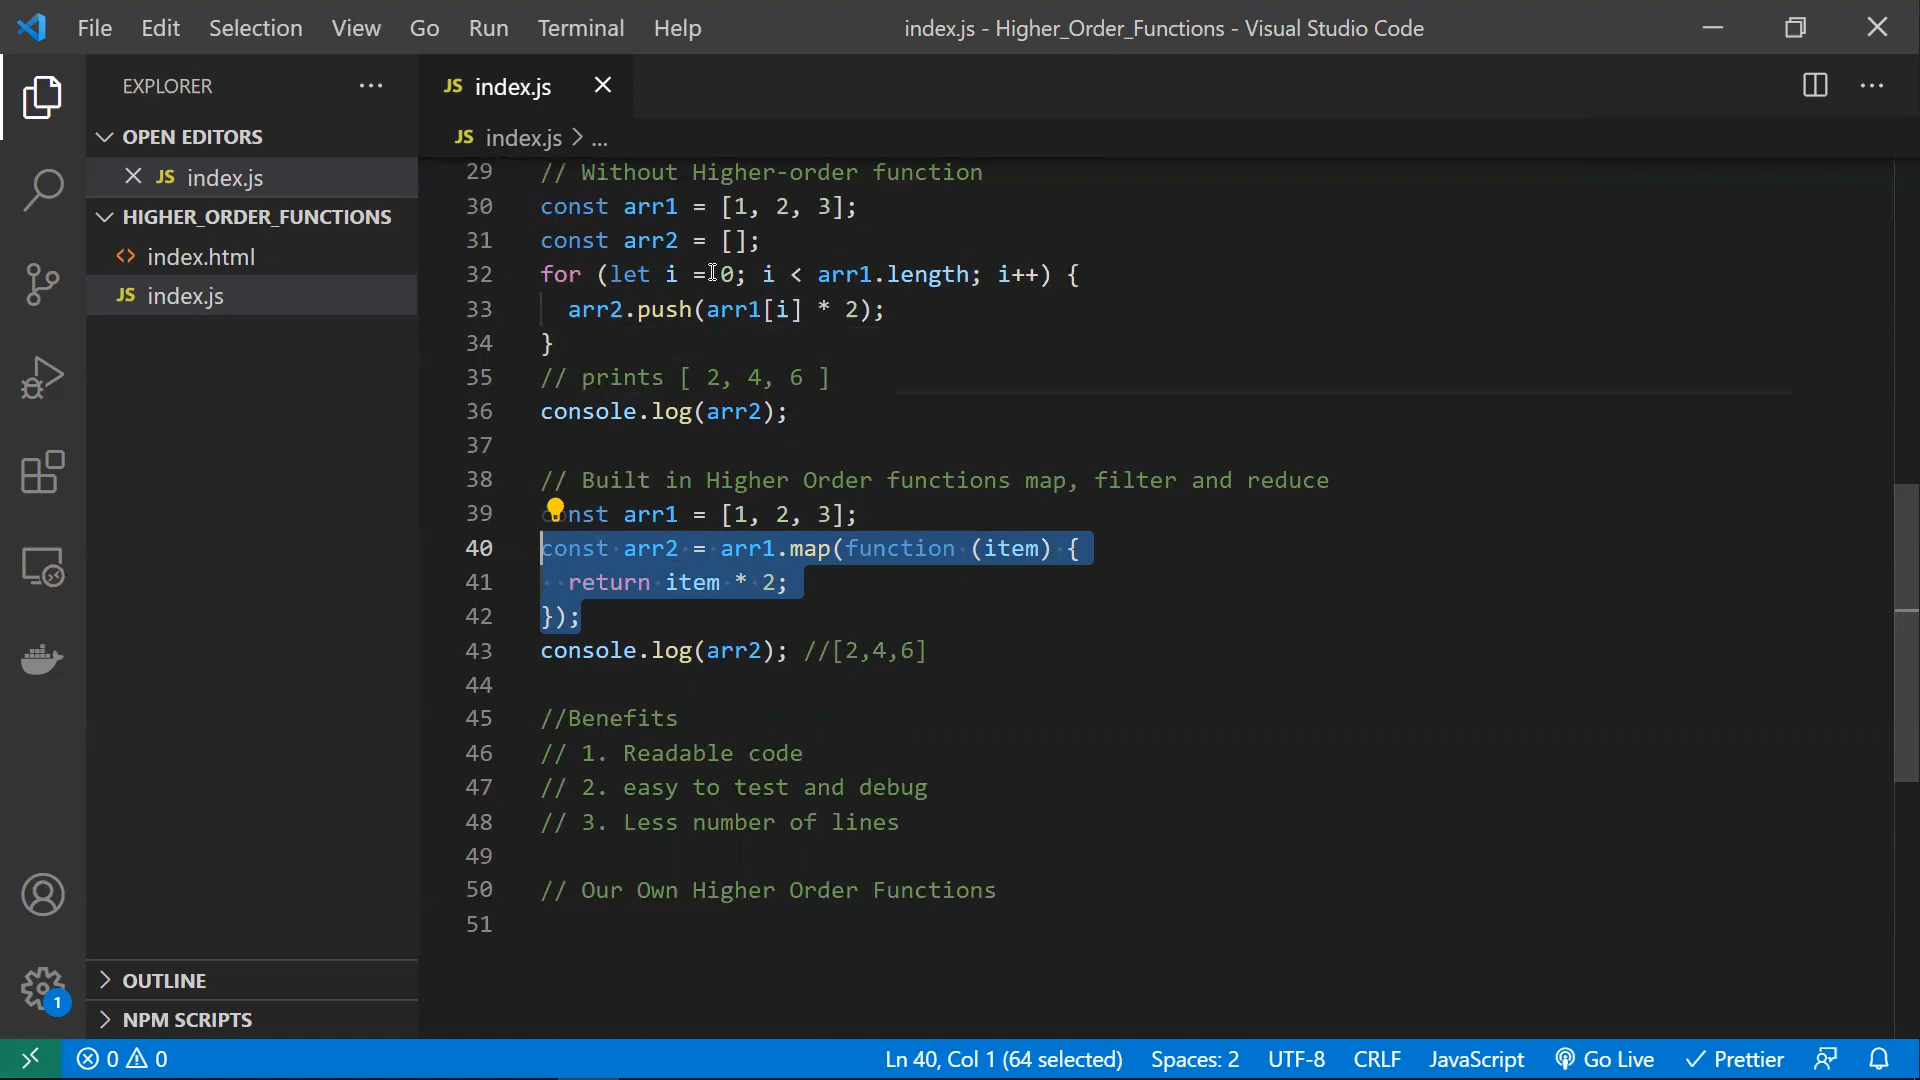 File Edit Selection View Go Run Terminal Help
index.js - Higher_Order_Functions - Visual Studio Code
EXPLORER
OPEN EDITORS
JS index.js
HIGHER_ORDER_FUNCTIONS
<> index.html
JS index.js
OUTLINE
NPM SCRIPTS
1
JS index.js
JS index.js > ...
29 // Without Higher-order function
30 const arr1 = [1, 2, 3];
31 const arr2 = [];
32 for (let i = 0; i < arr1.length; i++) {
33 arr2.push(arr1[i] * 2);
34 }
35 // prints [ 2, 4, 6 ]
36 console.log(arr2);
37
38 // Built in Higher Order functions map, filter and reduce
39 const arr1 = [1, 2, 3];
40 const arr2 = arr1.map(function (item) {
41 return item * 2;
42 });
43 console.log(arr2); //[2,4,6]
44
45 //Benefits
46 // 1. Readable code
47 // 2. easy to test and debug
48 // 3. Less number of lines
49
50 // Our Own Higher Order Functions
51
0 0 Ln 40, Col 1 (64 selected) Spaces: 2 UTF-8 CRLF JavaScript Go Live Prettier